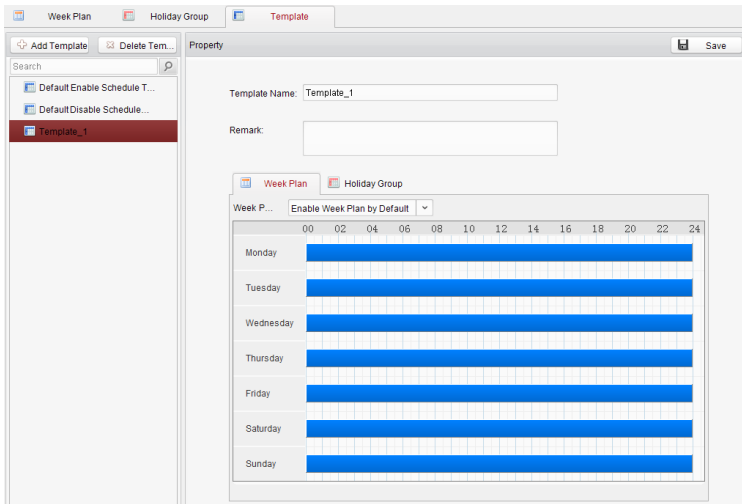 Week Plan Holiday Group Template
Add Template Delete Tem... Property Save
Search
Default Enable Schedule T...
Default Disable Schedule...
Template_1
Template Name: Template_1
Remark:
Week Plan Holiday Group
Week P... Enable Week Plan by Default
00 02 04 06 08 10 12 14 16 18 20 22 24
Monday
Tuesday
Wednesday
Thursday
Friday
Saturday
Sunday